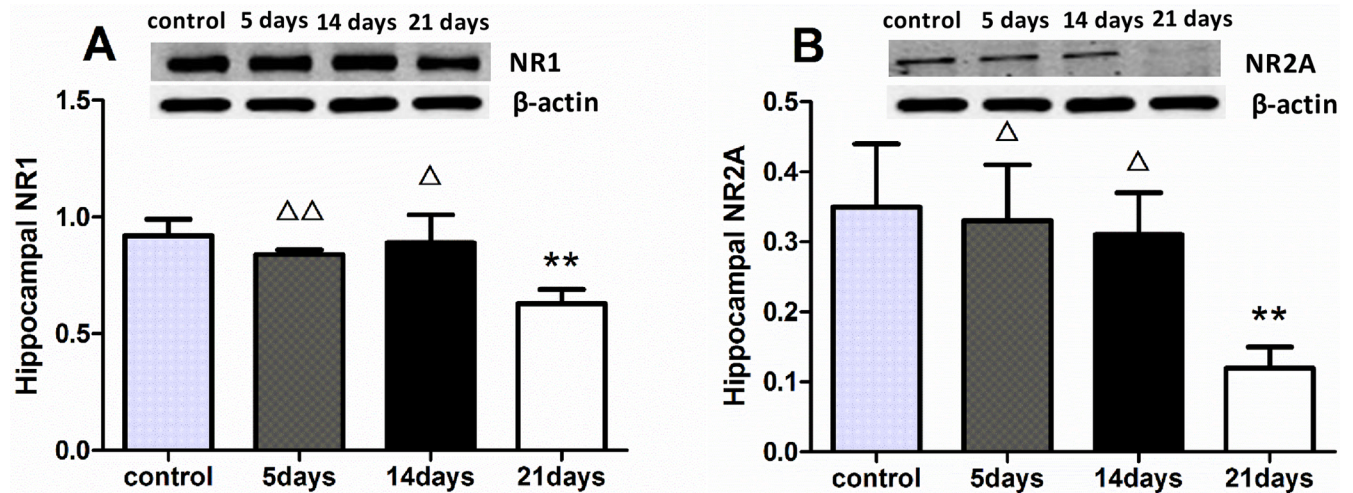 A
control 5 days 14 days 21 days
NR1
β-actin
Hippocampal NR1
1.5
1.0
0.5
0.0
△△
△
**
control 5days 14days 21days
B
control 5 days 14 days 21 days
NR2A
β-actin
Hippocampal NR2A
0.5
0.4
0.3
0.2
0.1
0.0
△
△
**
control 5days 14days 21days